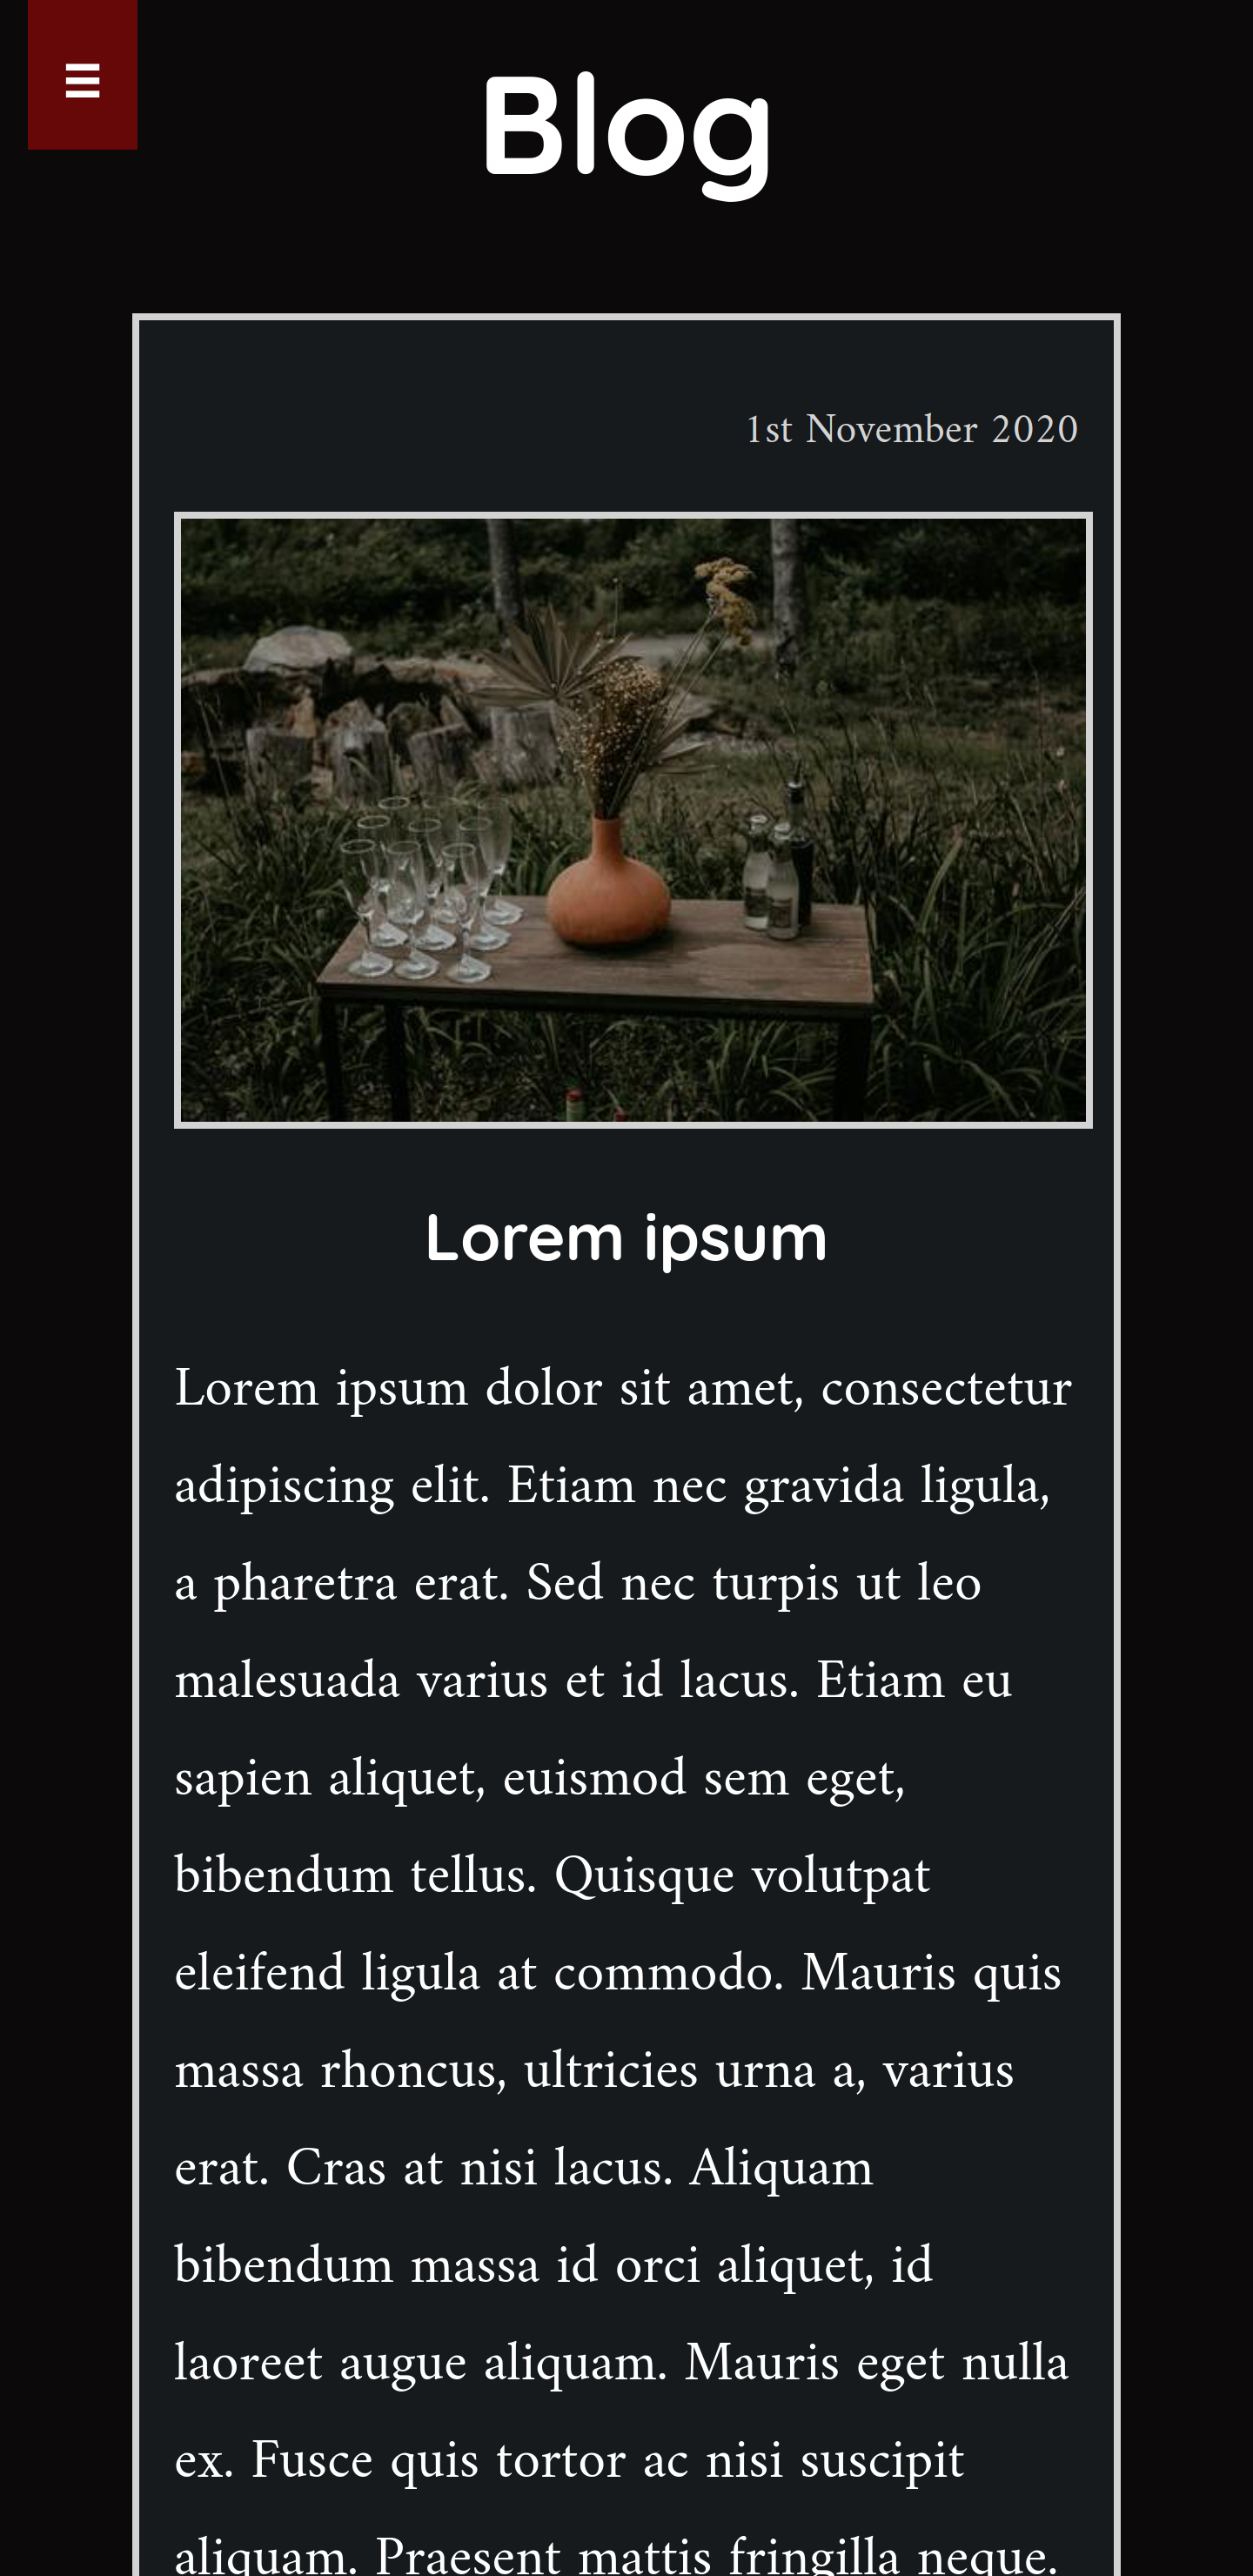 Blog
1st November 2020
Lorem ipsum
Lorem ipsum dolor sit amet, consectetur
adipiscing elit. Etiam nec gravida ligula,
a pharetra erat. Sed nec turpis ut leo
malesuada varius et id lacus. Etiam eu
sapien aliquet, euismod sem eget,
bibendum tellus. Quisque volutpat
eleifend ligula at commodo. Mauris quis
massa rhoncus, ultricies urna a, varius
erat. Cras at nisi lacus. Aliquam
bibendum massa id orci aliquet, id
laoreet augue aliquam. Mauris eget nulla
ex. Fusce quis tortor ac nisi suscipit
aliquam. Praesent mattis fringilla neque.